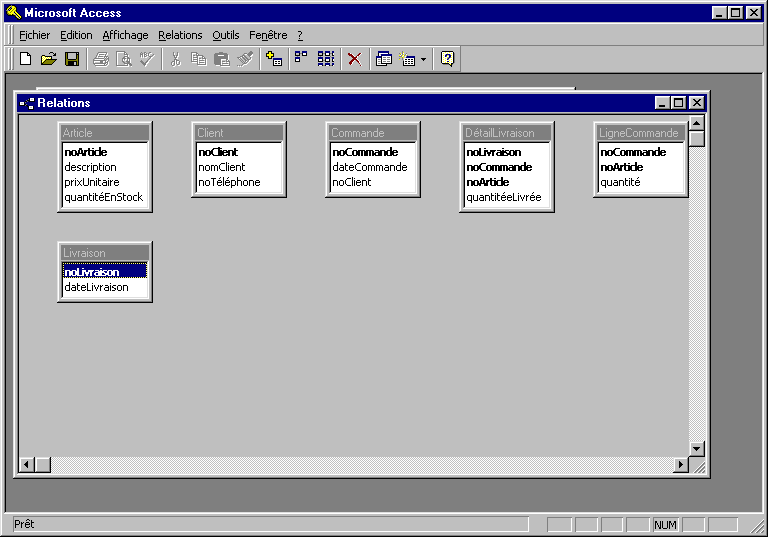 Microsoft Access
Fichier Edition Affichage Relations Outils Fenêtre ?
ABC
Relations
Article
noArticle
description
prixUnitaire
quantitéEnStock
Client
noClient
nomClient
noTéléphone
Commande
noCommande
dateCommande
noClient
DétailLivraison
noLivraison
noCommande
noArticle
quantitéeLivrée
LigneCommande
noCommande
noArticle
quantité
Livraison
noLivraison
dateLivraison
Prêt
NUM